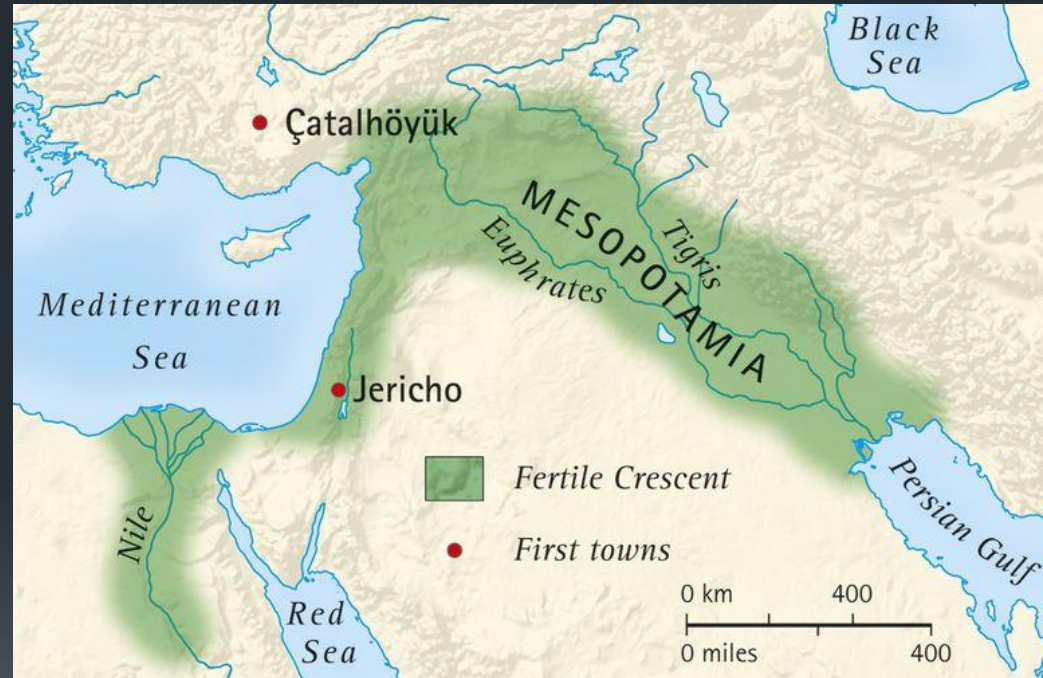 Black
Sea
Çatalhöyük
MESOPOTAMIA
Tigris
Euphrates
Mediterranean
Sea
Jericho
Fertile Crescent
Nile
First towns
Persian Gulf
Red
Sea
0 km 400
0 miles 400